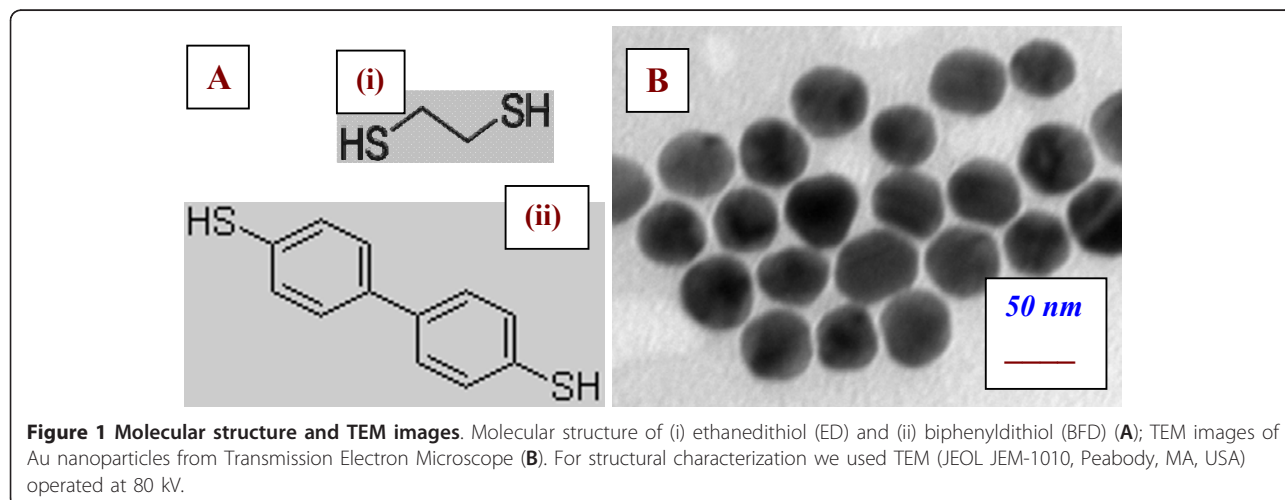 A
(i)
HS
SH
HS
(ii)
SH
B
50 nm
Figure 1 Molecular structure and TEM images. Molecular structure of (i) ethanedithiol (ED) and (ii) biphenyldithiol (BFD) (A); TEM images of
Au nanoparticles from Transmission Electron Microscope (B). For structural characterization we used TEM (JEOL JEM-1010, Peabody, MA, USA)
operated at 80 kV.